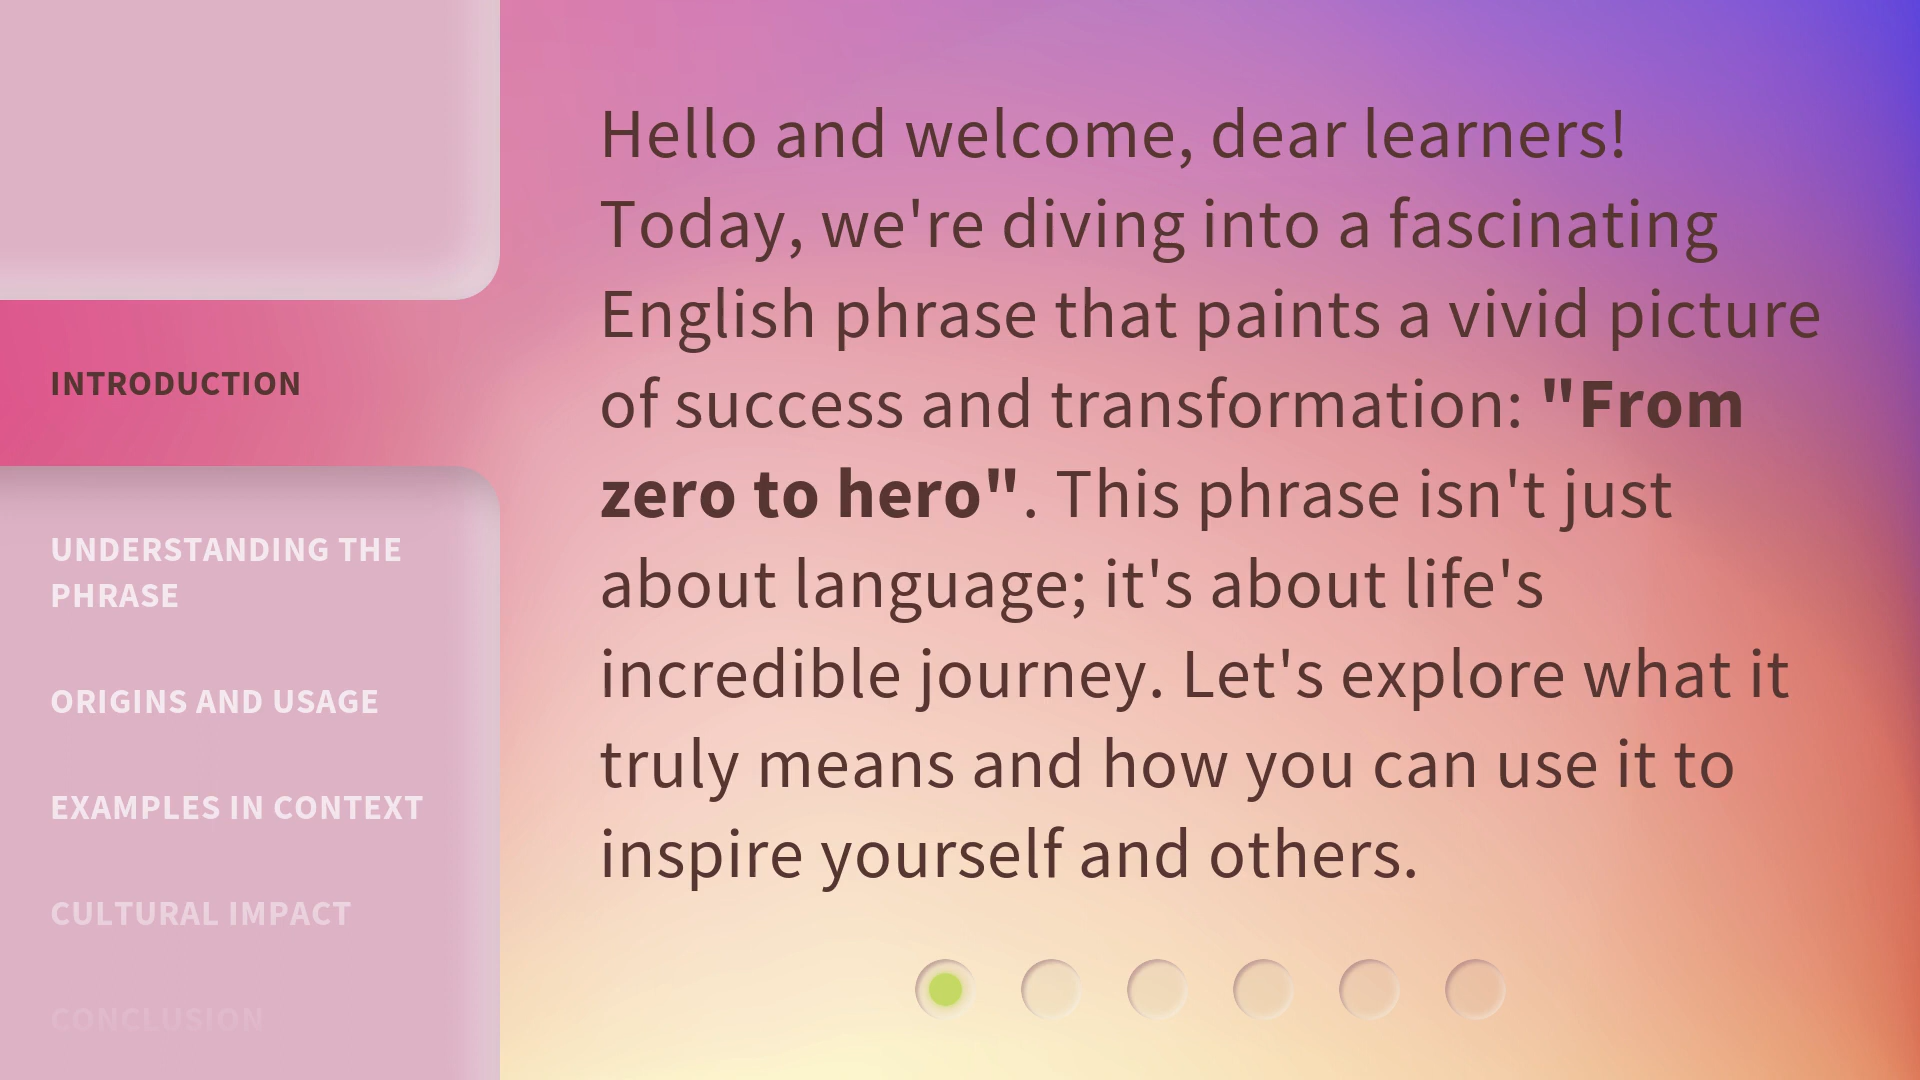 INTRODUCTION
UNDERSTANDING THE
PHRASE
ORIGINS AND USAGE
EXAMPLES IN CONTEXT
CULTURAL IMPACT
CONCLUSION
Hello and welcome, dear learners!
Today, we're diving into a fascinating
English phrase that paints a vivid picture
of success and transformation: "From
zero to hero". This phrase isn't just
about language; it's about life's
incredible journey. Let's explore what it
truly means and how you can use it to
inspire yourself and others.